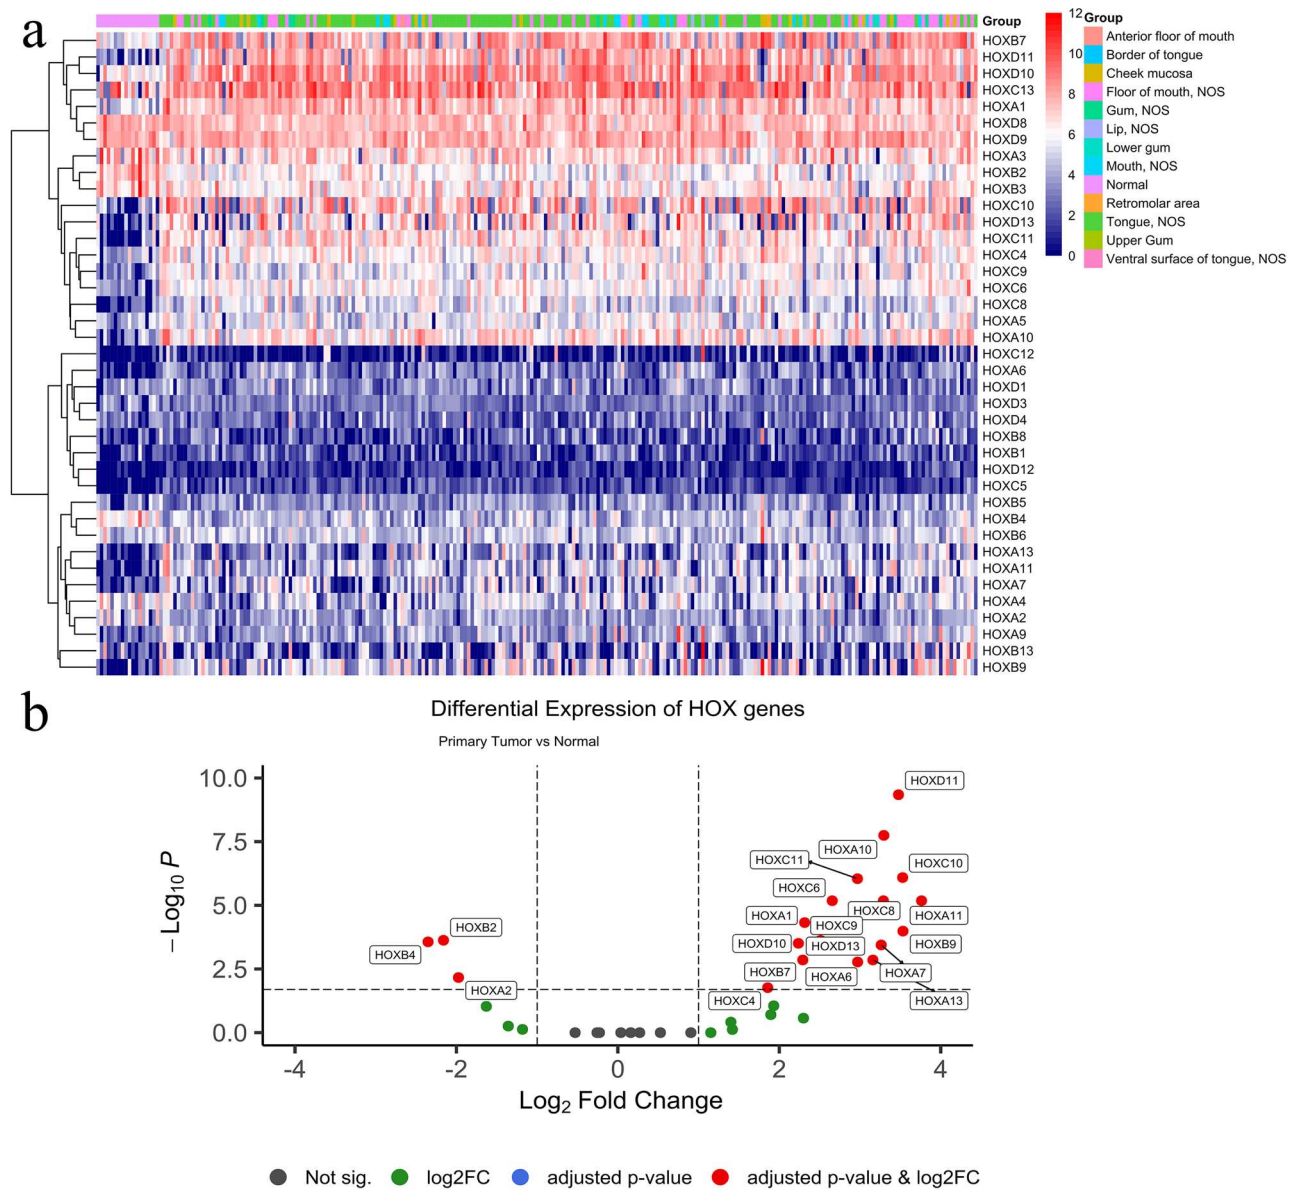 a
Group
HOXB7
HOXD11
HOXD10
HOXC13
HOXA1
HOXD8
HOXD9
HOXA3
HOXB2
HOXB3
HOXC10
HOXD13
HOXC11
HOXC4
HOXC9
HOXC6
HOXC8
HOXA5
HOXA10
HOXC12
HOXA6
HOXD1
HOXD3
HOXD4
HOXB8
HOXB1
HOXD12
HOXC5
HOXB5
HOXB4
HOXB6
HOXA13
HOXA11
HOXA7
HOXA4
HOXA2
HOXA9
HOXB13
HOXB9
12
10
8
6
4
2
0
Group
Anterior floor of mouth
Border of tongue
Cheek mucosa
Floor of mouth, NOS
Gum, NOS
Lip, NOS
Lower gum
Mouth, NOS
Normal
Retromolar area
Tongue, NOS
Upper Gum
Ventral surface of tongue, NOS
b
Differential Expression of HOX genes
Primary Tumor vs Normal
10.0
7.5
5.0
2.5
0.0
− Log₁₀ P
HOXD11
HOXA10
HOXC11
HOXC10
HOXC6
HOXC8
HOXA1
HOXA11
HOXC9
HOXB2
HOXD10
HOXD13
HOXB9
HOXB4
HOXB7
HOXA6
HOXA7
HOXA2
HOXC4
HOXA13
-4
-2
0
2
4
Log₂ Fold Change
Not sig.
log2FC
adjusted p-value
adjusted p-value & log2FC